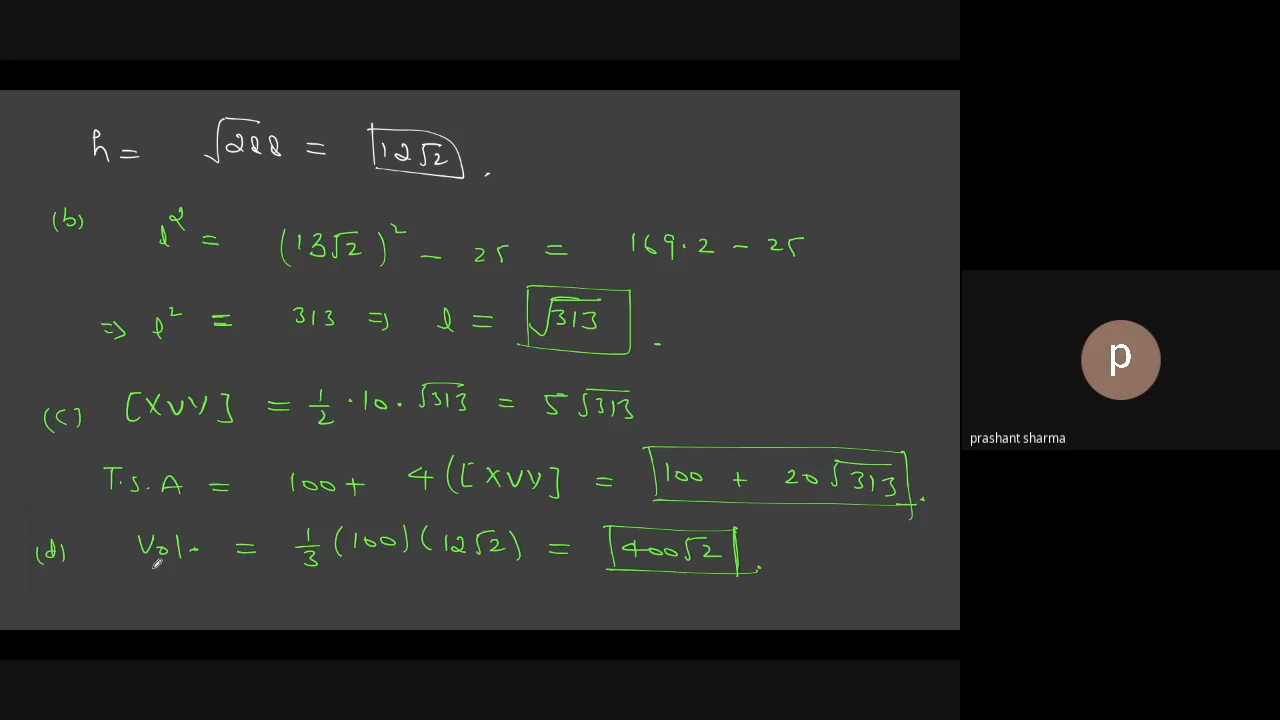 h = √288 = 12√2 .
(b) l² = (13√2)² - 25 = 169·2 - 25
⇒ l² = 313 ⇒ l = √313 .
(c) [XVY] = 1/2 · 10 · √313 = 5√313
T.S.A = 100 + 4([XVY] = 100 + 20√313 .
(d) Vol. = 1/3 (100)(12√2) = 400√2 .
p
prashant sharma